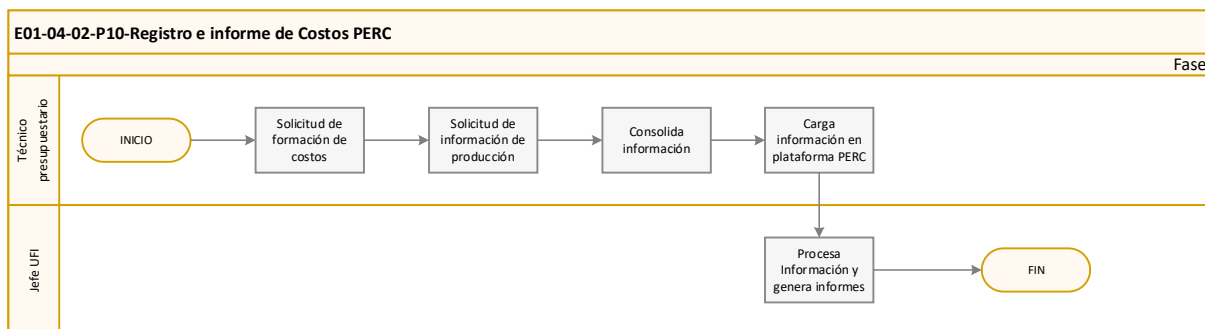 E01-04-02-P10-Registro e informe de Costos PERC
Fase
Técnico
presupuestario
INICIO
Solicitud de
formación de
costos
Solicitud de
información de
producción
Consolida
información
Carga
información en
plataforma PERC
Jefe UFI
Procesa
Información y
genera informes
FIN